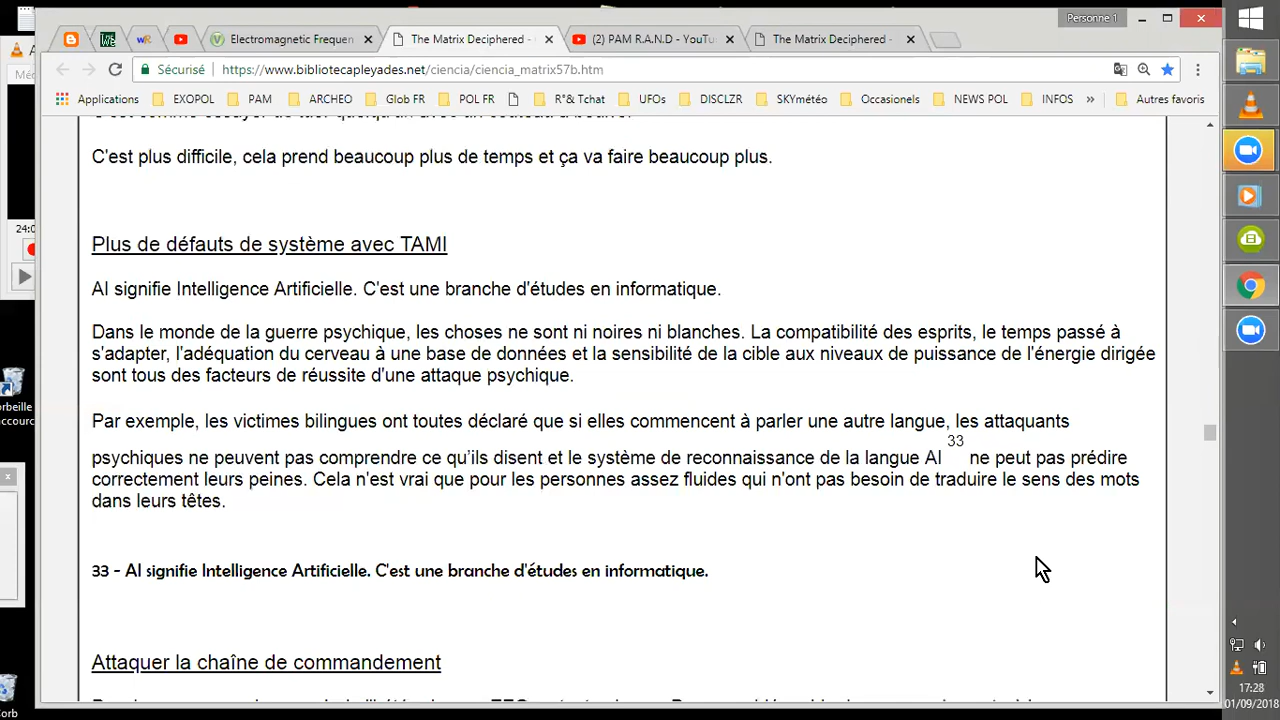 Personne 1
Electromagnetic Frequen
The Matrix Deciphered -
(2) PAM R.A.N.D - YouTu
The Matrix Deciphered -
Sécurisé
https://www.bibliotecapleyades.net/ciencia/ciencia_matrix57b.htm
Applications EXOPOL PAM ARCHEO Glob FR POL FR R°& Tchat UFOs DISCLZR SKYmétéo Occasionels NEWS POL INFOS » Autres favoris
C'est plus difficile, cela prend beaucoup plus de temps et ça va faire beaucoup plus.
24:0
Plus de défauts de système avec TAMI
AI signifie Intelligence Artificielle. C'est une branche d'études en informatique.
Dans le monde de la guerre psychique, les choses ne sont ni noires ni blanches. La compatibilité des esprits, le temps passé à
s'adapter, l'adéquation du cerveau à une base de données et la sensibilité de la cible aux niveaux de puissance de l'énergie dirigée
sont tous des facteurs de réussite d'une attaque psychique.
Par exemple, les victimes bilingues ont toutes déclaré que si elles commencent à parler une autre langue, les attaquants
psychiques ne peuvent pas comprendre ce qu'ils disent et le système de reconnaissance de la langue AI 33 ne peut pas prédire
correctement leurs peines. Cela n'est vrai que pour les personnes assez fluides qui n'ont pas besoin de traduire le sens des mots
dans leurs têtes.
33 - AI signifie Intelligence Artificielle. C'est une branche d'études en informatique.
Attaquer la chaîne de commandement
orbeille
accourc
orb
17:28
01/09/2018